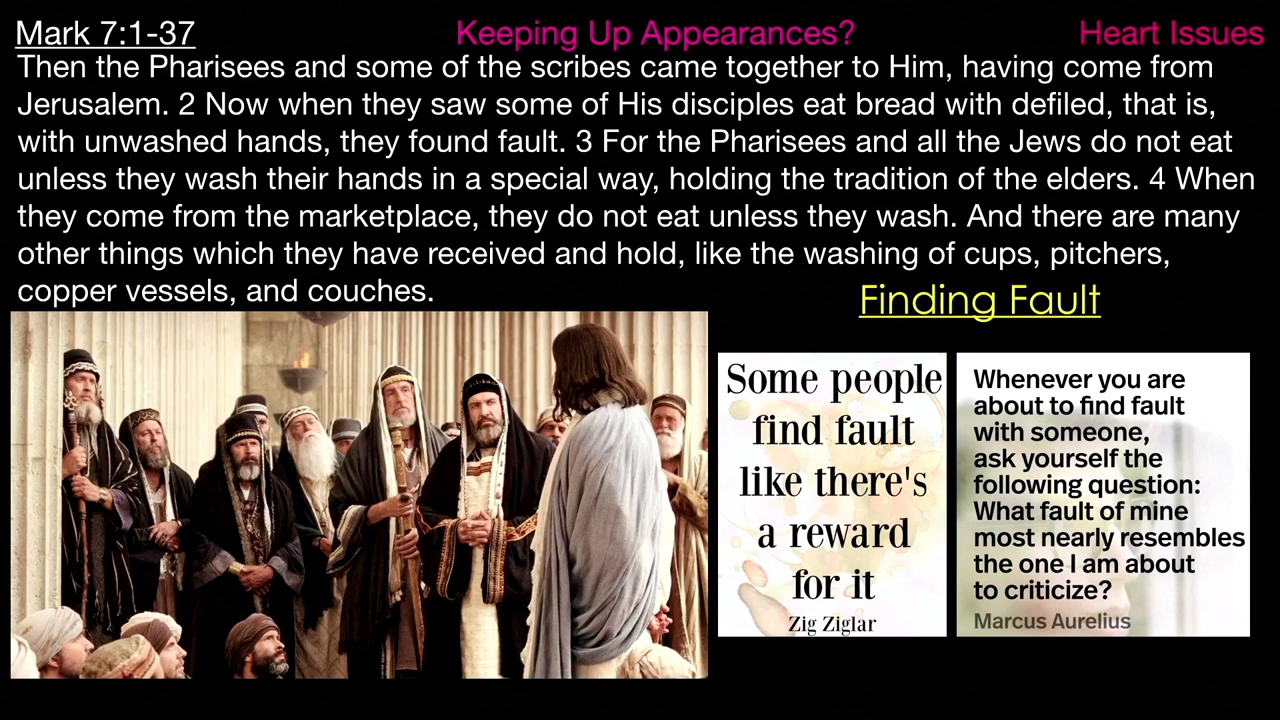 Mark 7:1-37
Keeping Up Appearances?
Heart Issues
Then the Pharisees and some of the scribes came together to Him, having come from
Jerusalem. 2 Now when they saw some of His disciples eat bread with defiled, that is,
with unwashed hands, they found fault. 3 For the Pharisees and all the Jews do not eat
unless they wash their hands in a special way, holding the tradition of the elders. 4 When
they come from the marketplace, they do not eat unless they wash. And there are many
other things which they have received and hold, like the washing of cups, pitchers,
copper vessels, and couches.
Finding Fault
Some people
find fault
like there's
a reward
for it
Zig Ziglar
Whenever you are
about to find fault
with someone,
ask yourself the
following question:
What fault of mine
most nearly resembles
the one I am about
to criticize?
Marcus Aurelius